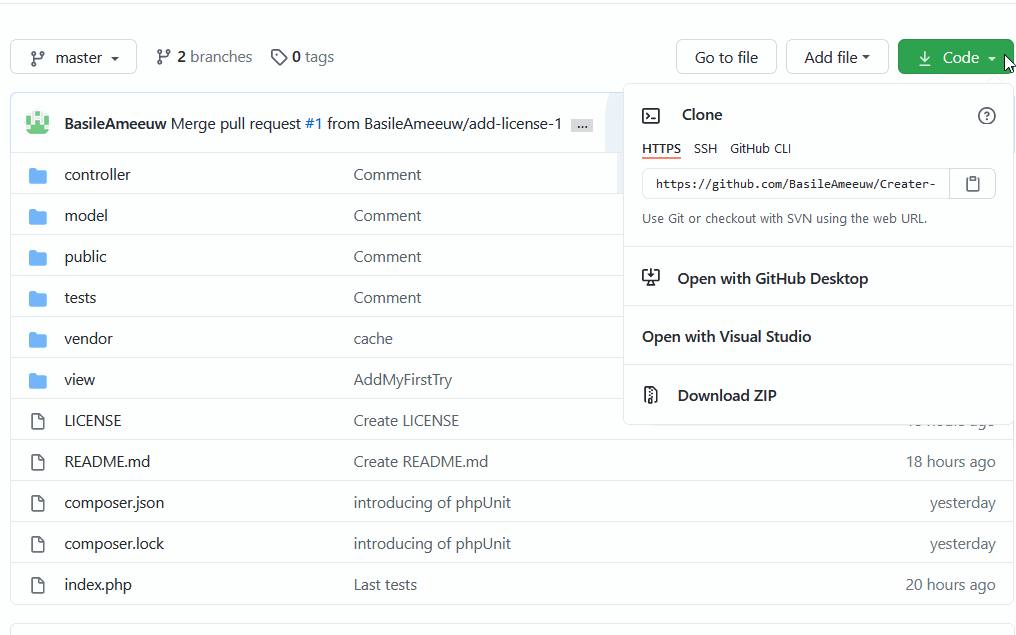 master 2 branches 0 tags Go to file Add file Code
BasileAmeeuw Merge pull request #1 from BasileAmeeuw/add-license-1 ...
Clone
HTTPS SSH GitHub CLI
https://github.com/BasileAmeeuw/Creater-
Use Git or checkout with SVN using the web URL.
Open with GitHub Desktop
Open with Visual Studio
Download ZIP
controller Comment
model Comment
public Comment
tests Comment
vendor cache
view AddMyFirstTry
LICENSE Create LICENSE
README.md Create README.md 18 hours ago
composer.json introducing of phpUnit yesterday
composer.lock introducing of phpUnit yesterday
index.php Last tests 20 hours ago